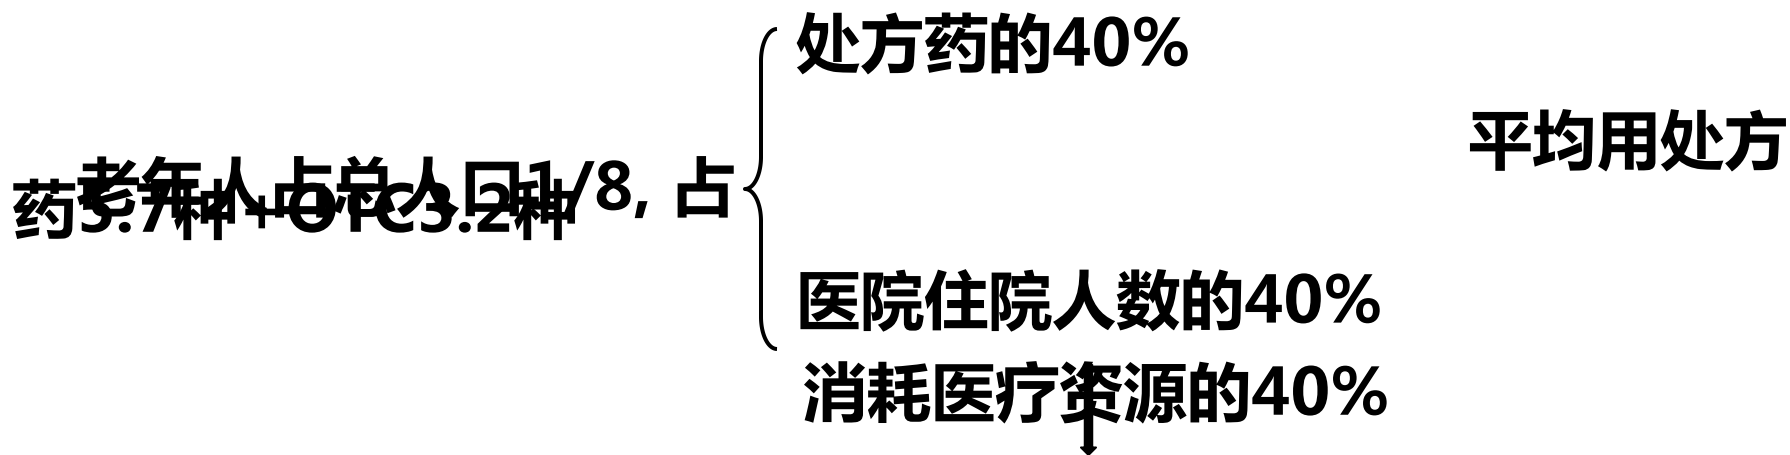 处方药的40%
平均用处方
老年人占总人口1/8, 占
药5.7种+OTC3.2种
医院住院人数的40%
消耗医疗资源的40%